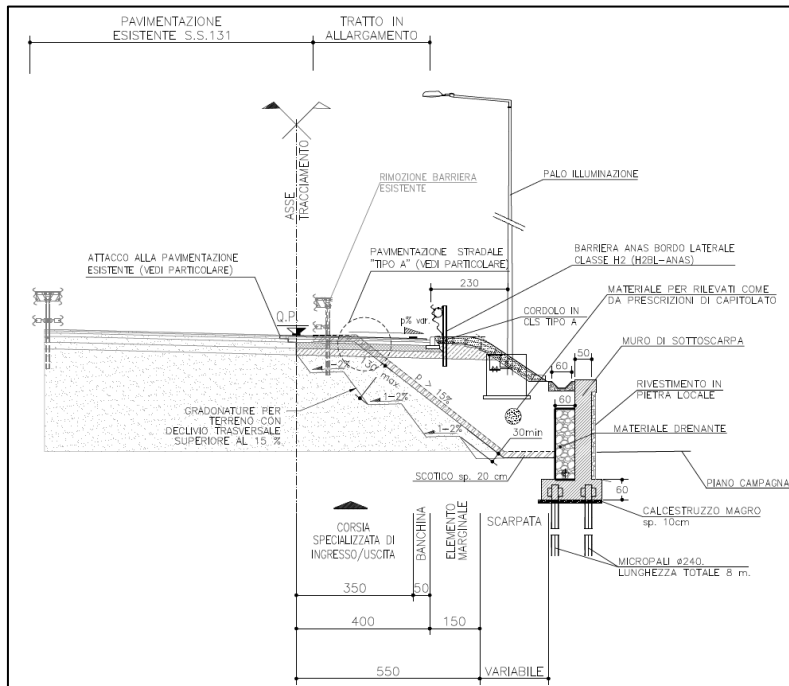 PAVIMENTAZIONE
ESISTENTE S.S.131
TRATTO IN
ALLARGAMENTO
ASSE
TRACCIAMENTO
RIMOZIONE BARRIERA
ESISTENTE
PALO ILLUMINAZIONE
ATTACCO ALLA PAVIMENTAZIONE
ESISTENTE (VEDI PARTICOLARE)
PAVIMENTAZIONE STRADALE
"TIPO A" (VEDI PARTICOLARE)
BARRIERA ANAS BORDO LATERALE
CLASSE H2 (H2BL-ANAS)
230
MATERIALE PER RILEVATI COME
DA PRESCRIZIONI DI CAPITOLATO
Q.P.
p% var.
CORDOLO IN
CLS TIPO A
60
50
MURO DI SOTTOSCARPA
1-2%
130 max.
P > 15%
60
RIVESTIMENTO IN
PIETRA LOCALE
GRADONATURE PER
TERRENO CON
DECLIVIO TRASVERSALE
SUPERIORE AL 15 %
1-2%
1-2%
30min
MATERIALE DRENANTE
SCOTICO sp. 20 cm
PIANO CAMPAGNA
60
CALCESTRUZZO MAGRO
sp. 10cm
CORSIA
SPECIALIZZATA DI
INGRESSO/USCITA
BANCHINA
ELEMENTO
MARGINALE
SCARPATA
MICROPALI ø240.
LUNGHEZZA TOTALE 8 m.
350
50
400
150
550
VARIABILE